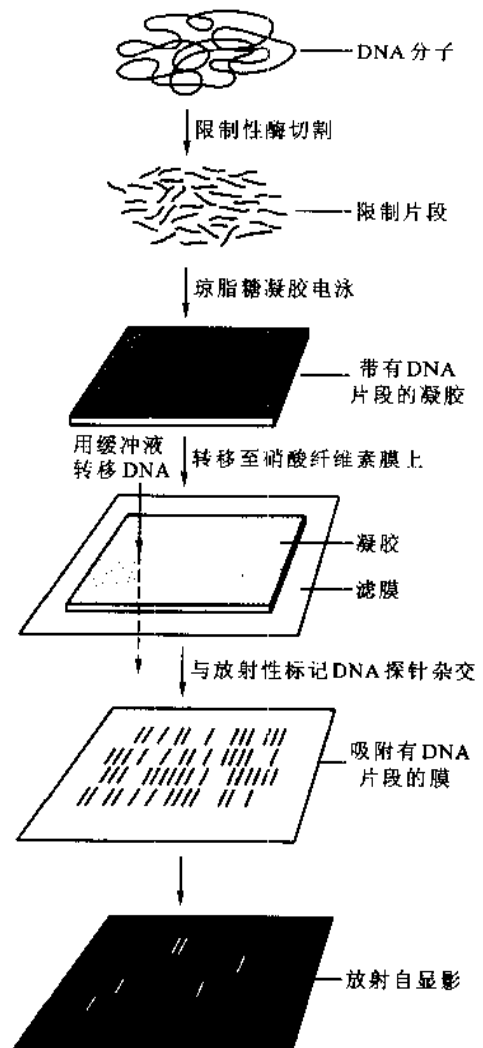 DNA 分子
限制性酶切割
限制片段
琼脂糖凝胶电泳
带有DNA
片段的凝胶
用缓冲液
转移DNA
转移至硝酸纤维素膜上
凝胶
滤膜
与放射性标记DNA 探针杂交
吸附有DNA
片段的膜
放射自显影